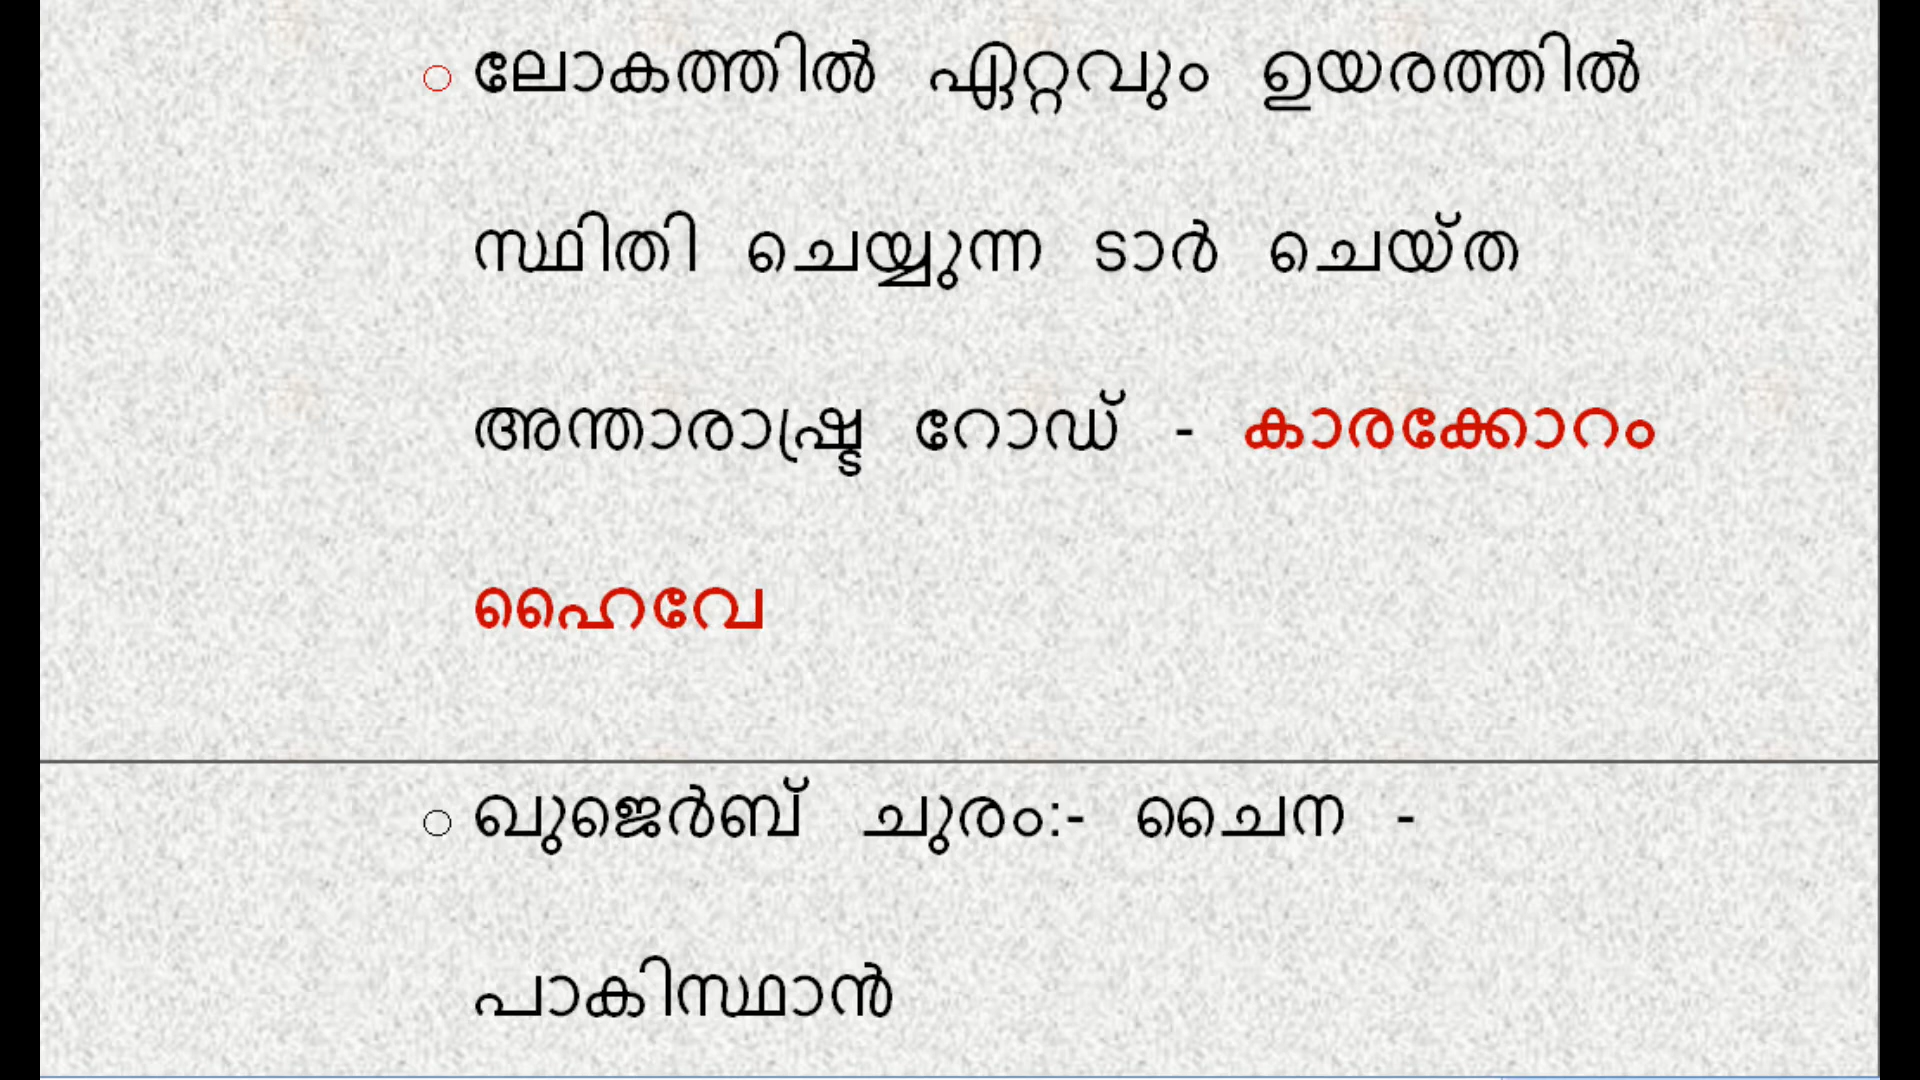 ലോകത്തിൽ ഏറ്റവും ഉയരത്തിൽ
സ്ഥിതി ചെയ്യുന്ന ടാർ ചെയ്ത
അന്താരാഷ്ട്ര റോഡ് - കാരക്കോറം
ഹൈവേ
ഖുജെർബ് ചുരം:- ചൈന -
പാകിസ്ഥാൻ